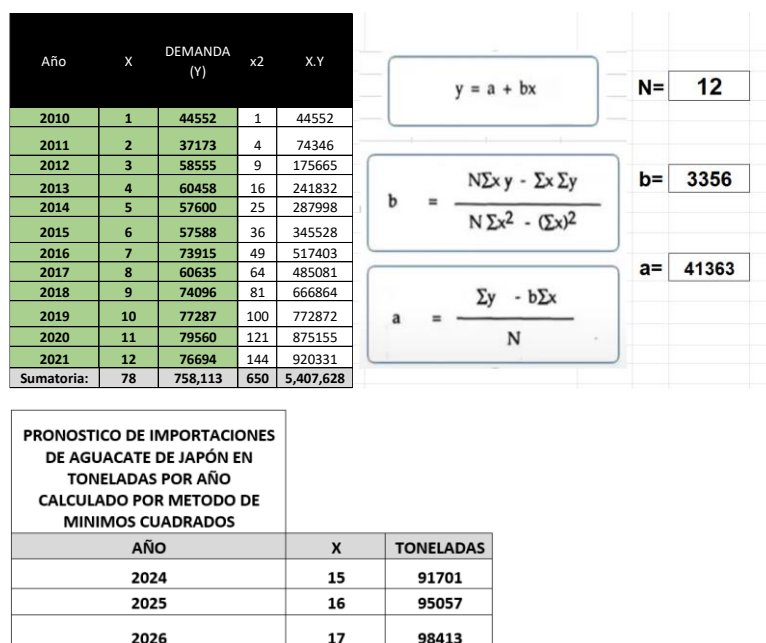 Año X DEMANDA (Y) x2 X.Y
2010 1 44552 1 44552
2011 2 37173 4 74346
2012 3 58555 9 175665
2013 4 60458 16 241832
2014 5 57600 25 287998
2015 6 57588 36 345528
2016 7 73915 49 517403
2017 8 60635 64 485081
2018 9 74096 81 666864
2019 10 77287 100 772872
2020 11 79560 121 875155
2021 12 76694 144 920331
Sumatoria: 78 758,113 650 5,407,628
y = a + bx
N= 12
b = NΣx y - Σx Σy / N Σx² - (Σx)²
b= 3356
a = Σy - bΣx / N
a= 41363
PRONOSTICO DE IMPORTACIONES
DE AGUACATE DE JAPÓN EN
TONELADAS POR AÑO
CALCULADO POR METODO DE
MINIMOS CUADRADOS
AÑO X TONELADAS
2024 15 91701
2025 16 95057
2026 17 98413